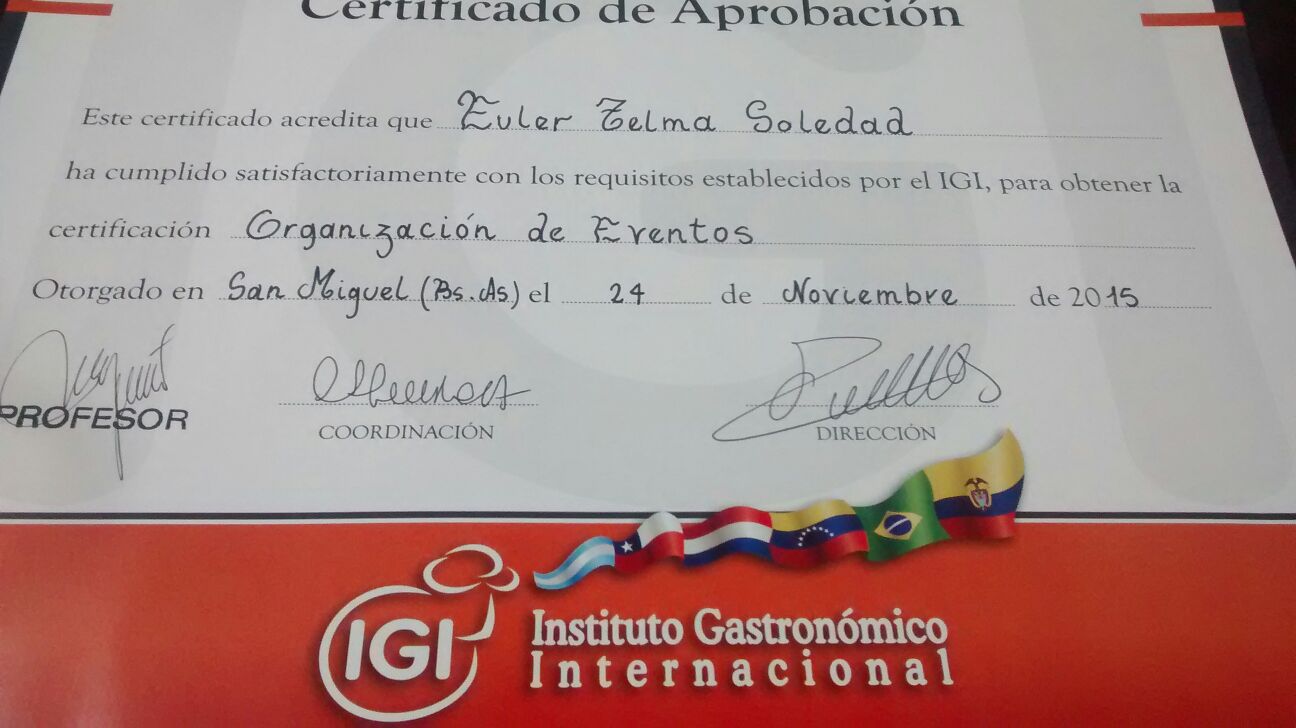 Certificado de Aprobación
Este certificado acredita que Euler Zelma Soledad
ha cumplido satisfactoriamente con los requisitos establecidos por el IGI, para obtener la
certificación Organización de Eventos
Otorgado en San Miguel (Bs.As) el 24 de Noviembre de 2015
PROFESOR
COORDINACIÓN
DIRECCIÓN
IGI
Instituto Gastronómico
Internacional